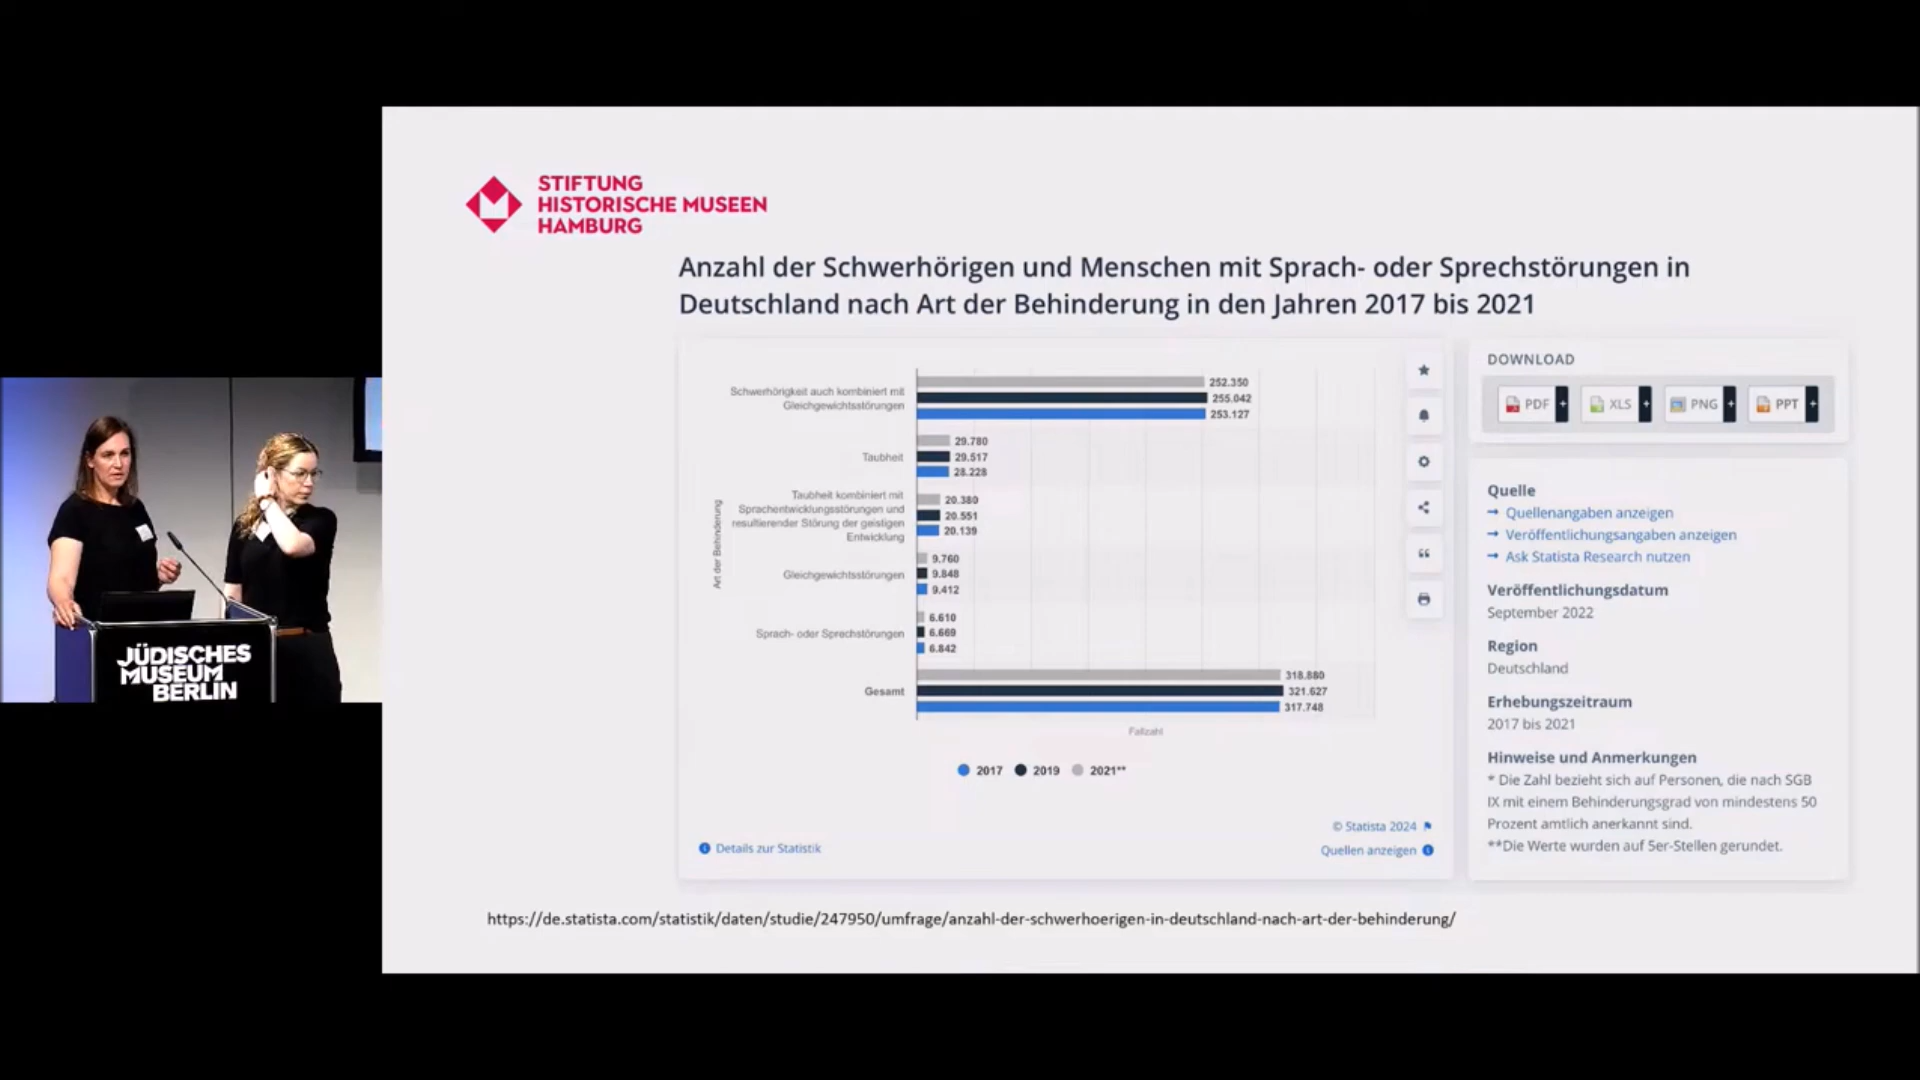 STIFTUNG
HISTORISCHE MUSEEN
HAMBURG
Anzahl der Schwerhörigen und Menschen mit Sprach- oder Sprechstörungen in
Deutschland nach Art der Behinderung in den Jahren 2017 bis 2021
Art der Behinderung
Schwerhörigkeit auch kombiniert mit
Gleichgewichtsstörungen
252.350
255.042
253.127
Taubheit
29.780
29.517
28.228
Taubheit kombiniert mit
Sprachentwicklungsstörungen und
resultierender Störung der geistigen
Entwicklung
20.380
20.551
20.139
Gleichgewichtsstörungen
9.760
9.848
9.412
Sprach- oder Sprechstörungen
6.610
6.669
6.842
Gesamt
318.880
321.627
317.748
Fallzahl
2017 2019 2021**
© Statista 2024
Details zur Statistik
Quellen anzeigen
DOWNLOAD
PDF + XLS + PNG + PPT +
Quelle
→ Quellenangaben anzeigen
→ Veröffentlichungsangaben anzeigen
→ Ask Statista Research nutzen
Veröffentlichungsdatum
September 2022
Region
Deutschland
Erhebungszeitraum
2017 bis 2021
Hinweise und Anmerkungen
* Die Zahl bezieht sich auf Personen, die nach SGB
IX mit einem Behinderungsgrad von mindestens 50
Prozent amtlich anerkannt sind.
**Die Werte wurden auf 5er-Stellen gerundet.
https://de.statista.com/statistik/daten/studie/247950/umfrage/anzahl-der-schwerhoerigen-in-deutschland-nach-art-der-behinderung/
JÜDISCHES
MUSEUM
BERLIN